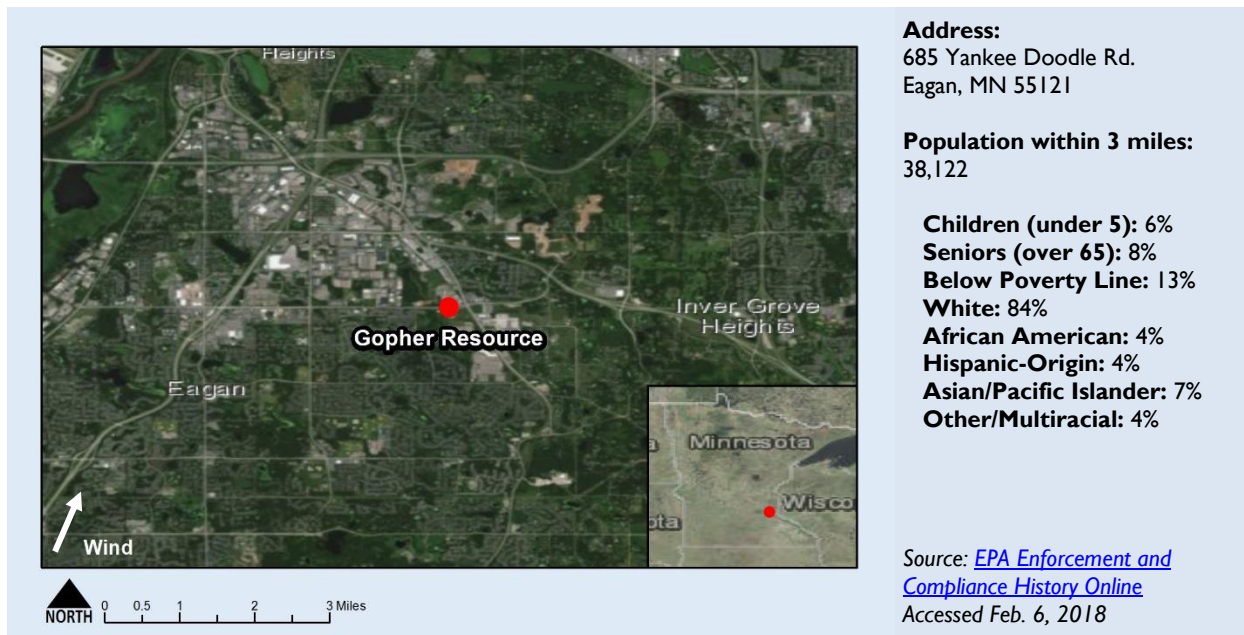 Heights
Gopher Resource
Inver Grove
Heights
Eagan
Minnesota
Wisco
ota
Wind
NORTH
0 0.5 1 2 3 Miles
Address:
685 Yankee Doodle Rd.
Eagan, MN 55121
Population within 3 miles:
38,122
Children (under 5): 6%
Seniors (over 65): 8%
Below Poverty Line: 13%
White: 84%
African American: 4%
Hispanic-Origin: 4%
Asian/Pacific Islander: 7%
Other/Multiracial: 4%
Source: EPA Enforcement and
Compliance History Online
Accessed Feb. 6, 2018